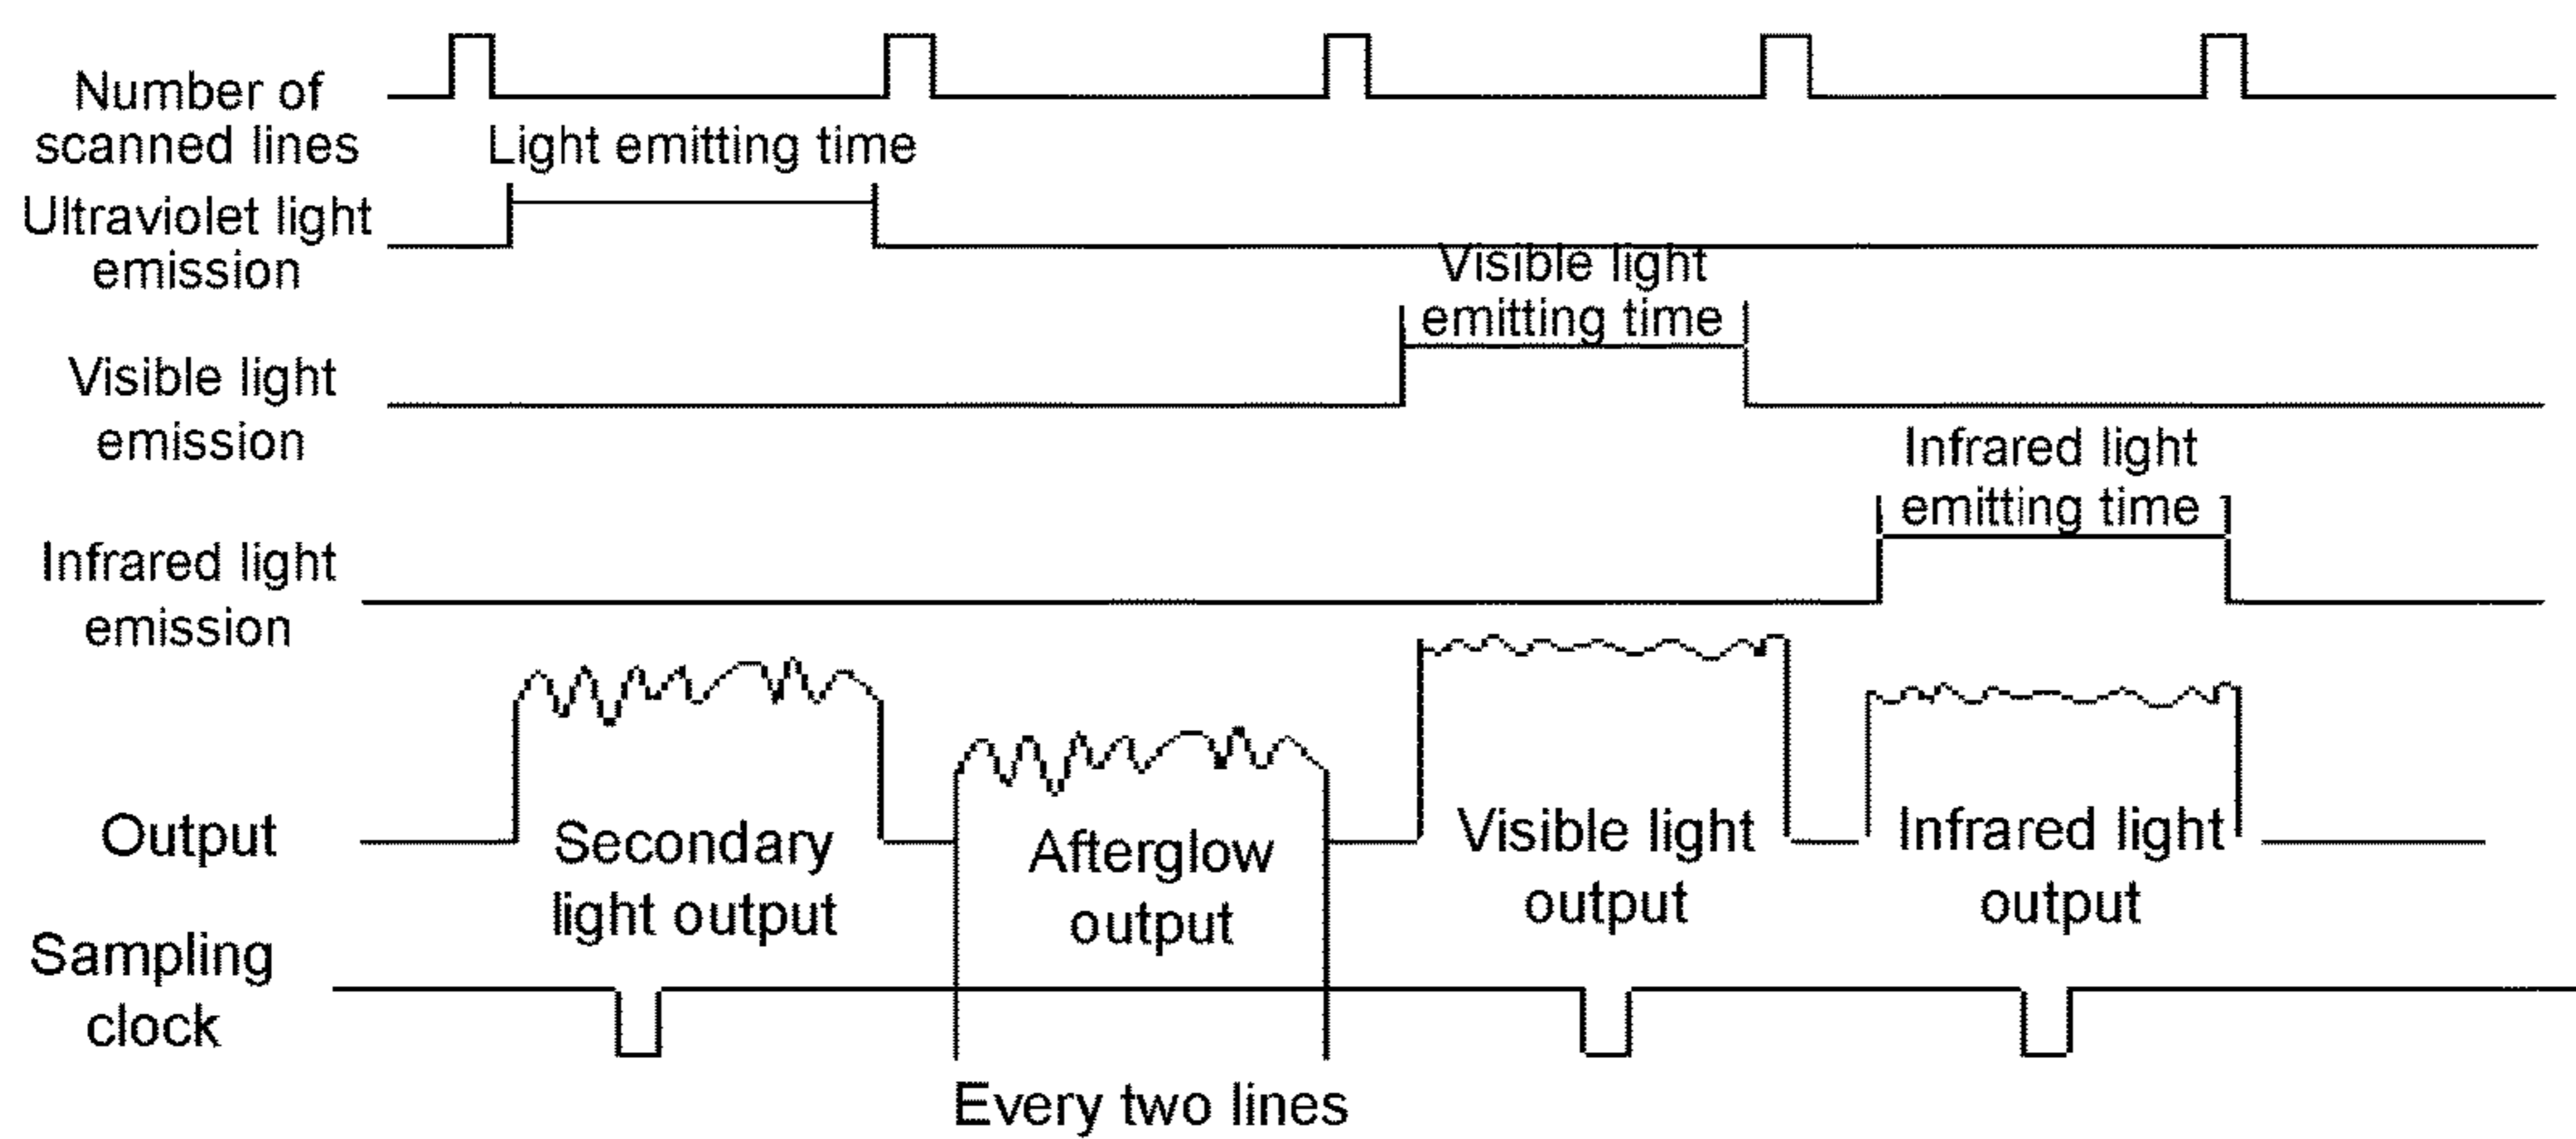 Number of
scanned lines
Light emitting time
Ultraviolet light
emission
Visible light
emitting time
Visible light
emission
Infrared light
emitting time
Infrared light
emission
Output
Secondary
light output
Afterglow
output
Visible light
output
Infrared light
output
Sampling
clock
Every two lines